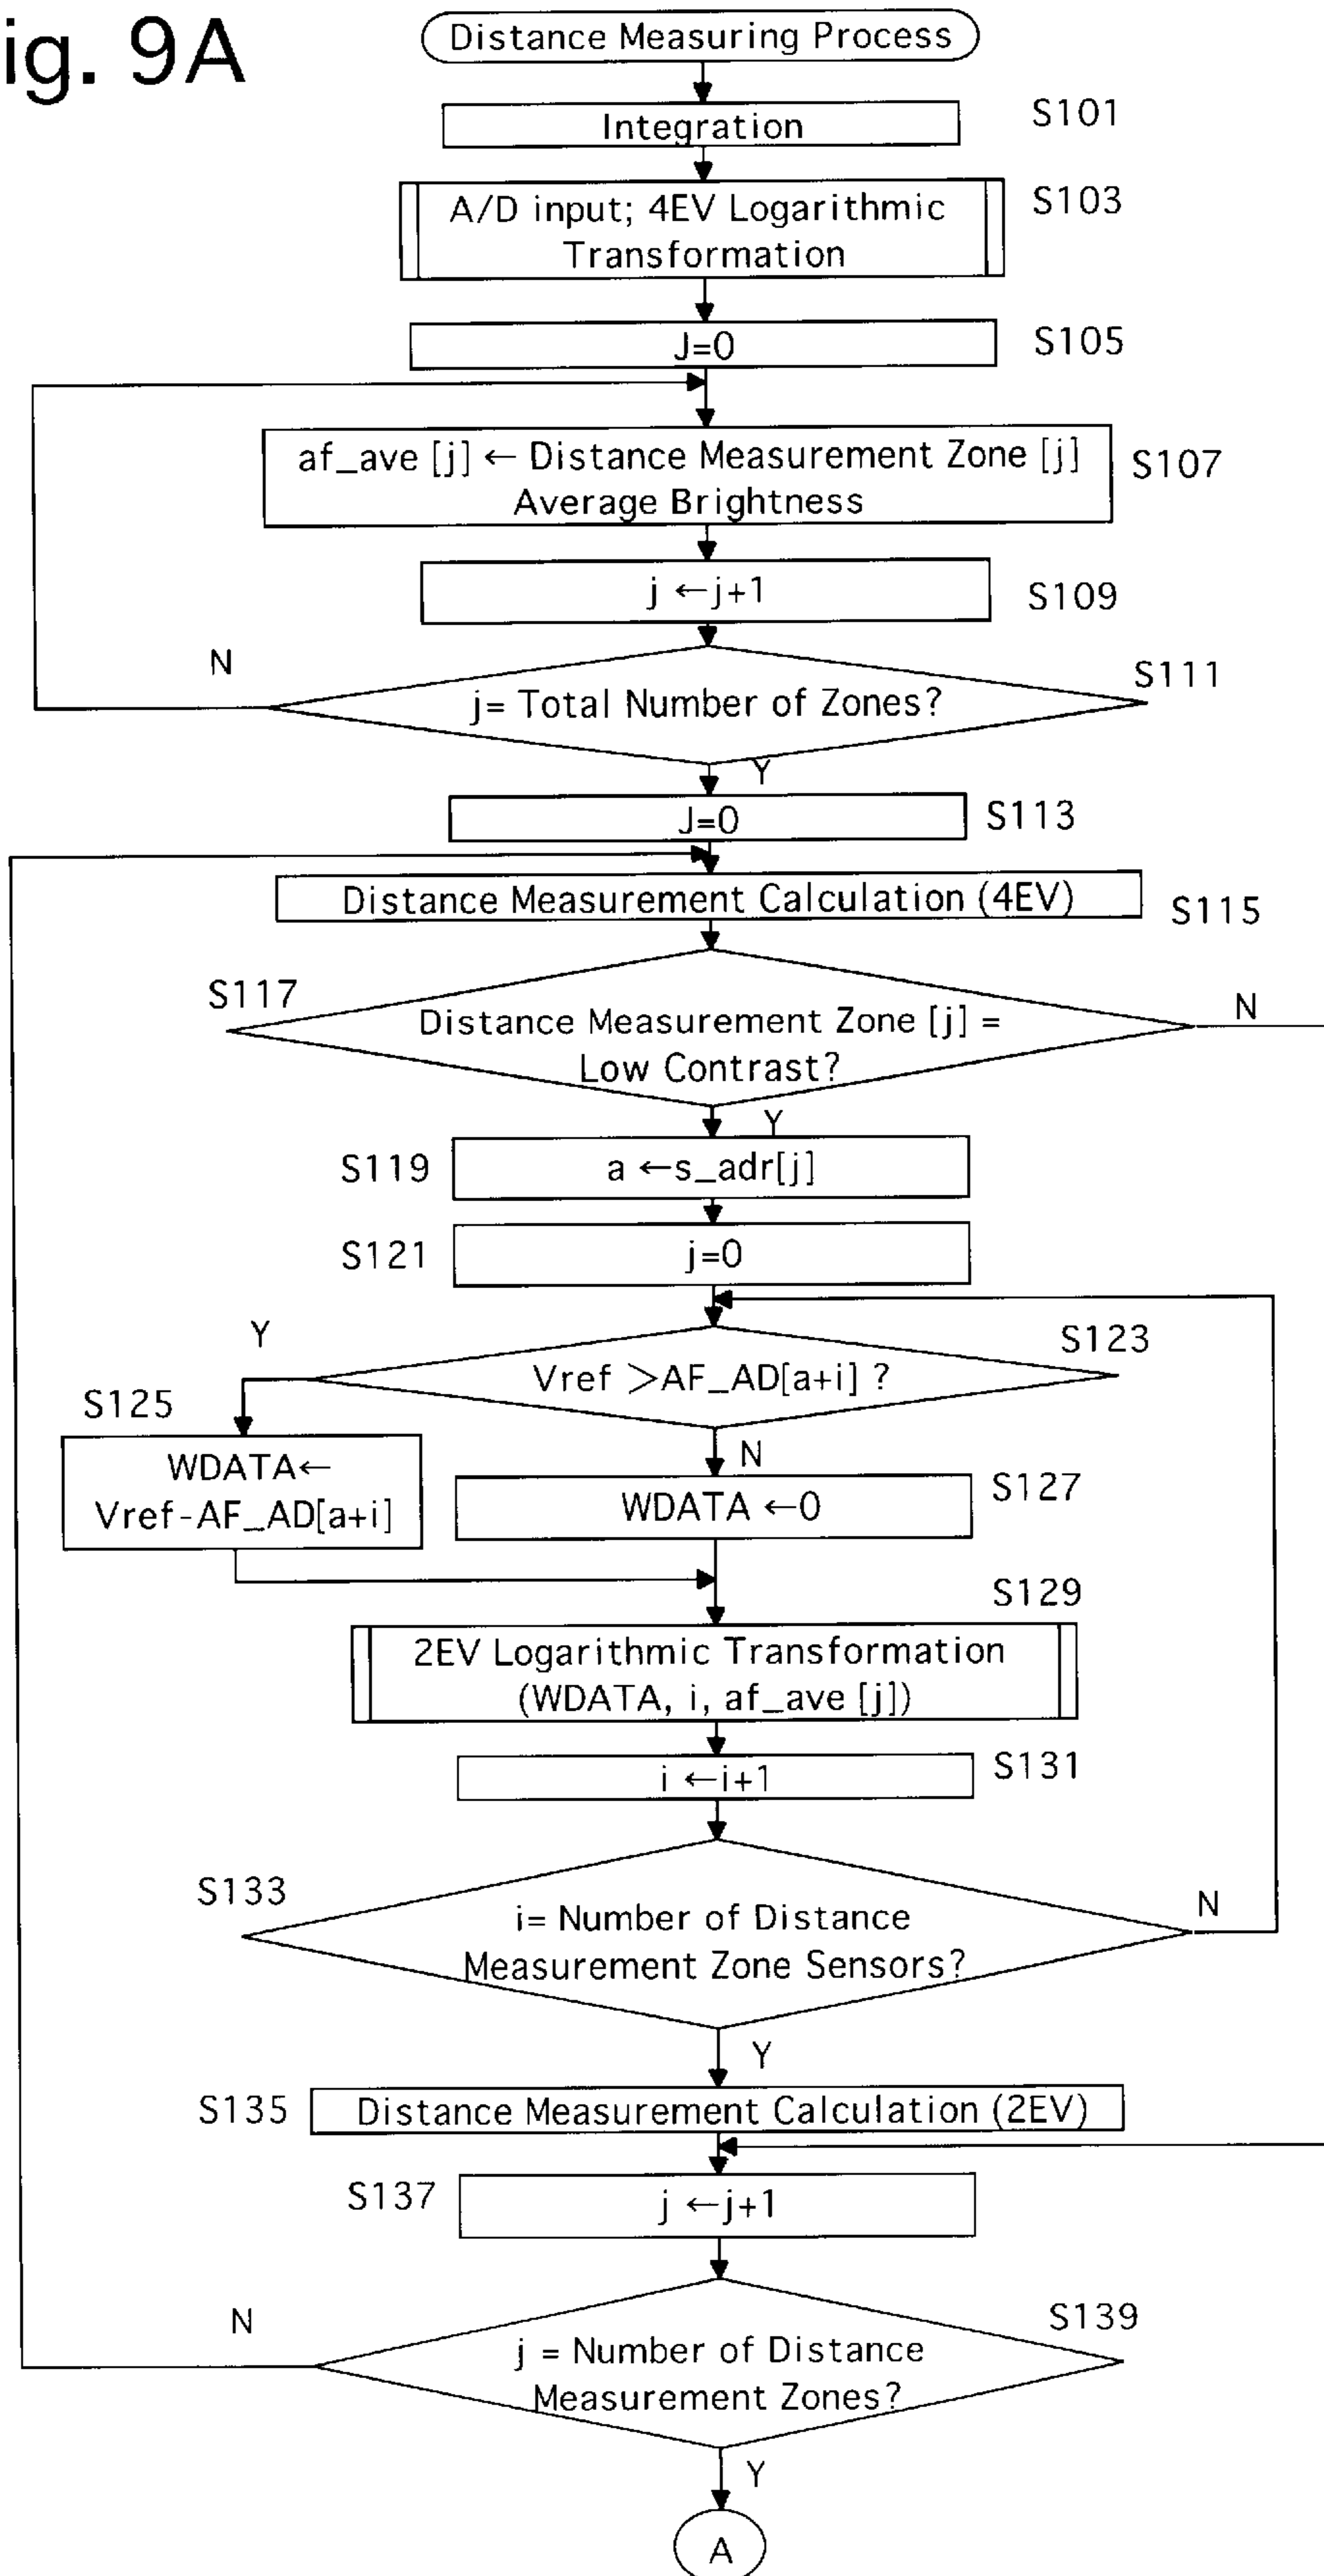 ig. 9A
Distance Measuring Process
Integration
S101
A/D input; 4EV Logarithmic
Transformation
S103
J=0
S105
af_ave [j] ← Distance Measurement Zone [j]
Average Brightness
S107
j ←j+1
S109
N
j= Total Number of Zones?
S111
Y
J=0
S113
Distance Measurement Calculation (4EV)
S115
S117
Distance Measurement Zone [j] =
Low Contrast?
N
Y
S119
a ←s_adr[j]
S121
j=0
Y
Vref >AF_AD[a+i] ?
S123
S125
WDATA←
Vref-AF_AD[a+i]
N
WDATA ←0
S127
S129
2EV Logarithmic Transformation
(WDATA, i, af_ave [j])
i ←i+1
S131
S133
i= Number of Distance
Measurement Zone Sensors?
N
Y
S135
Distance Measurement Calculation (2EV)
S137
j ←j+1
N
j = Number of Distance
Measurement Zones?
S139
Y
A